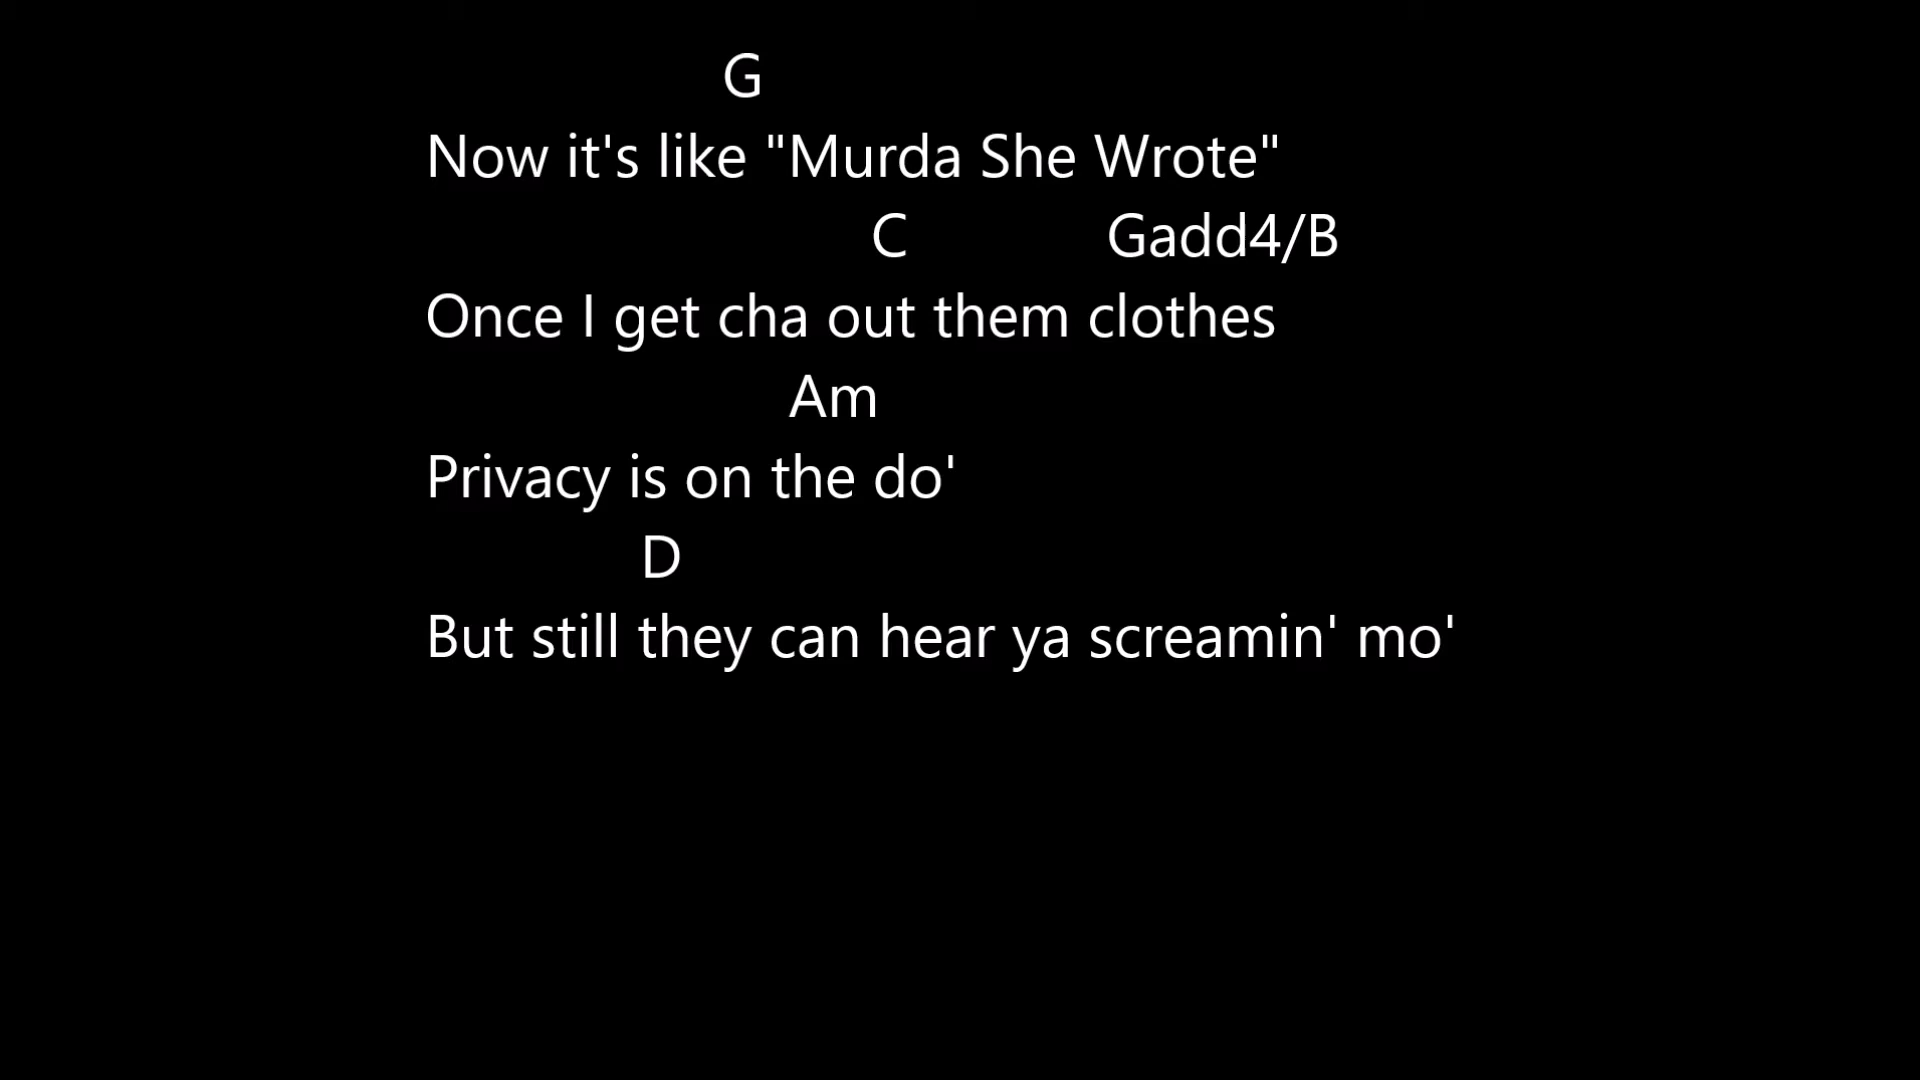 G
Now it's like "Murda She Wrote"
C Gadd4/B
Once I get cha out them clothes
Am
Privacy is on the do'
D
But still they can hear ya screamin' mo'